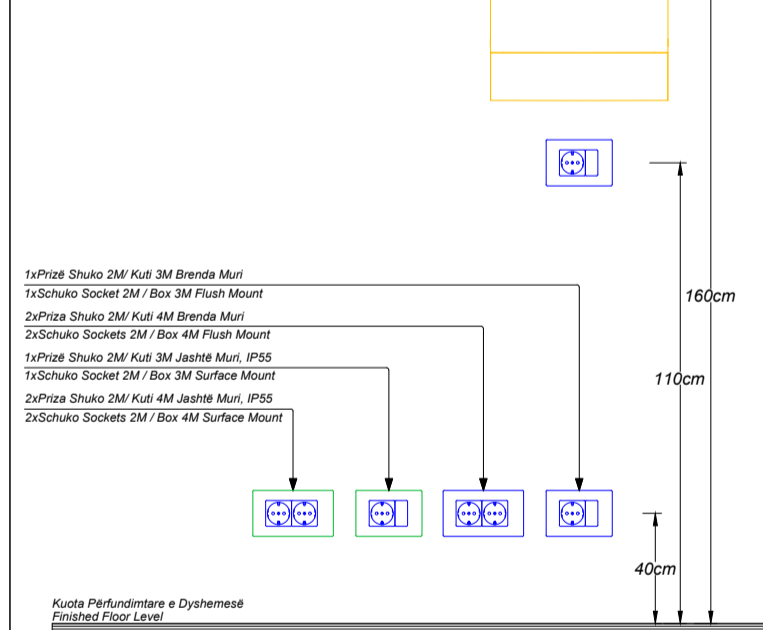 1xPrizë Shuko 2M/ Kuti 3M Brenda Muri
1xSchuko Socket 2M / Box 3M Flush Mount
2xPriza Shuko 2M/ Kuti 4M Brenda Muri
2xSchuko Sockets 2M / Box 4M Flush Mount
1xPrizë Shuko 2M/ Kuti 3M Jashtë Muri, IP55
1xSchuko Socket 2M / Box 3M Surface Mount
2xPriza Shuko 2M/ Kuti 4M Jashtë Muri, IP55
2xSchuko Sockets 2M / Box 4M Surface Mount
160cm
110cm
40cm
Kuota Përfundimtare e Dyshemesë
Finished Floor Level